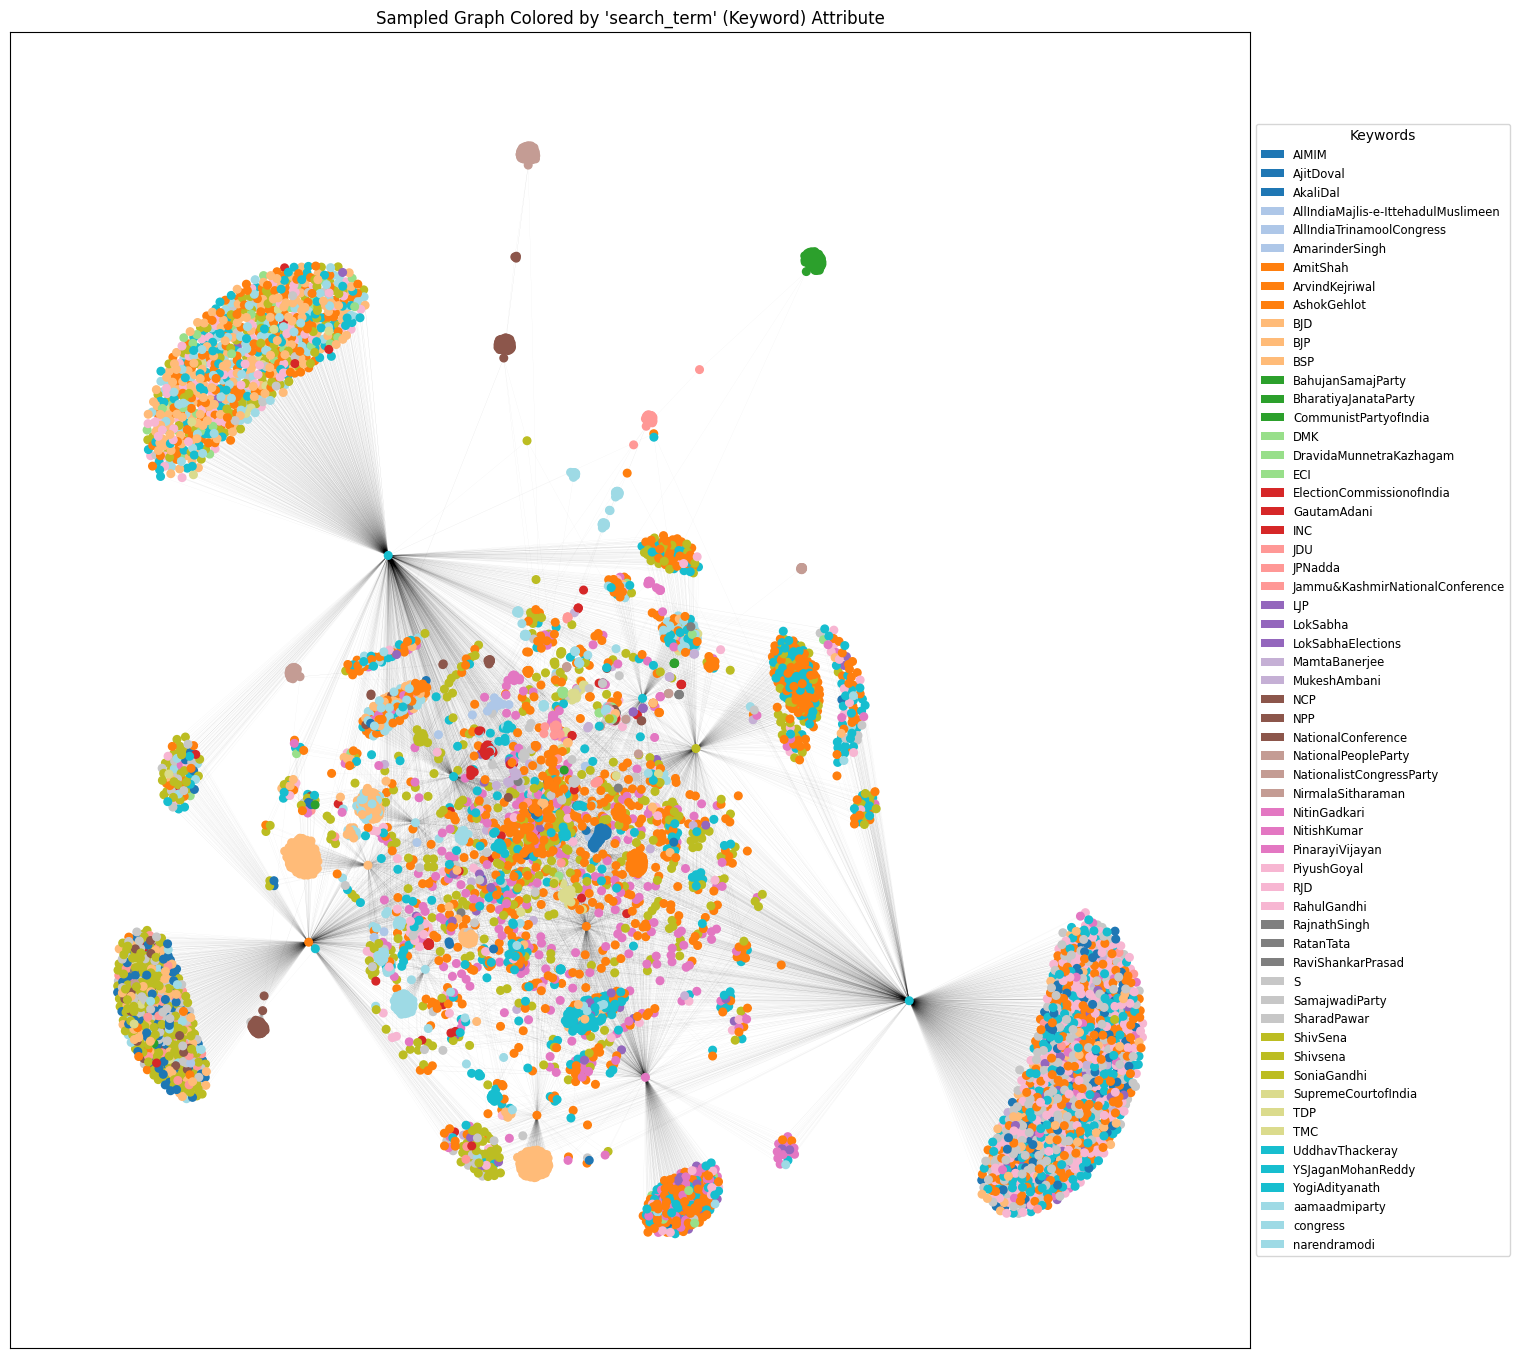 Sampled Graph Colored by 'search_term' (Keyword) Attribute
Keywords
AIMIM
AjitDoval
AkaliDal
AllIndiaMajlis-e-IttehadulMuslimeen
AllIndiaTrinamoolCongress
AmarinderSingh
AmitShah
ArvindKejriwal
AshokGehlot
BJD
BJP
BSP
BahujanSamajParty
BharatiyaJanataParty
CommunistPartyofIndia
DMK
DravidaMunnetraKazhagam
ECI
ElectionCommissionofIndia
GautamAdani
INC
JDU
JPNadda
Jammu&KashmirNationalConference
LJP
LokSabha
LokSabhaElections
MamtaBanerjee
MukeshAmbani
NCP
NPP
NationalConference
NationalPeopleParty
NationalistCongressParty
NirmalaSitharaman
NitinGadkari
NitishKumar
PinarayiVijayan
PiyushGoyal
RJD
RahulGandhi
RajnathSingh
RatanTata
RaviShankarPrasad
S
SamajwadiParty
SharadPawar
ShivSena
Shivsena
SoniaGandhi
SupremeCourtofIndia
TDP
TMC
UddhavThackeray
YSJaganMohanReddy
YogiAdityanath
aamaadmiparty
congress
narendramodi